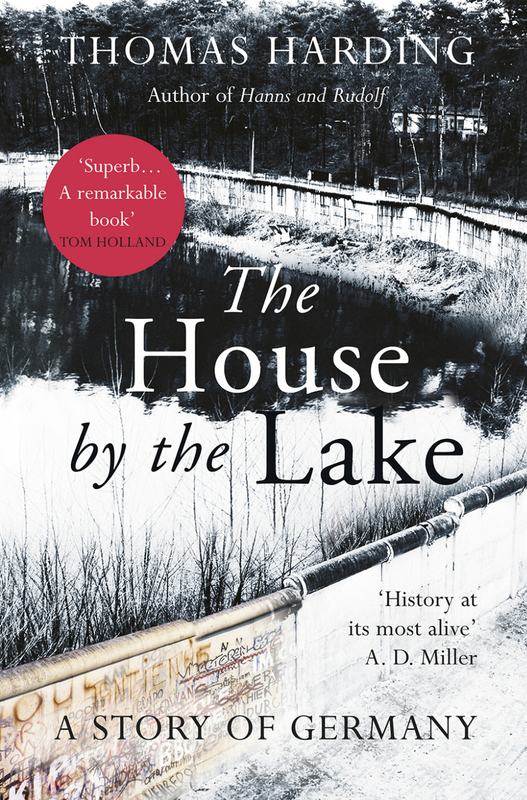 THOMAS HARDING
Author of Hanns and Rudolf
‘Superb…
A remarkable
book’
TOM HOLLAND
The
House
by the Lake
‘History at
its most alive’
A. D. Miller
A STORY OF GERMANY